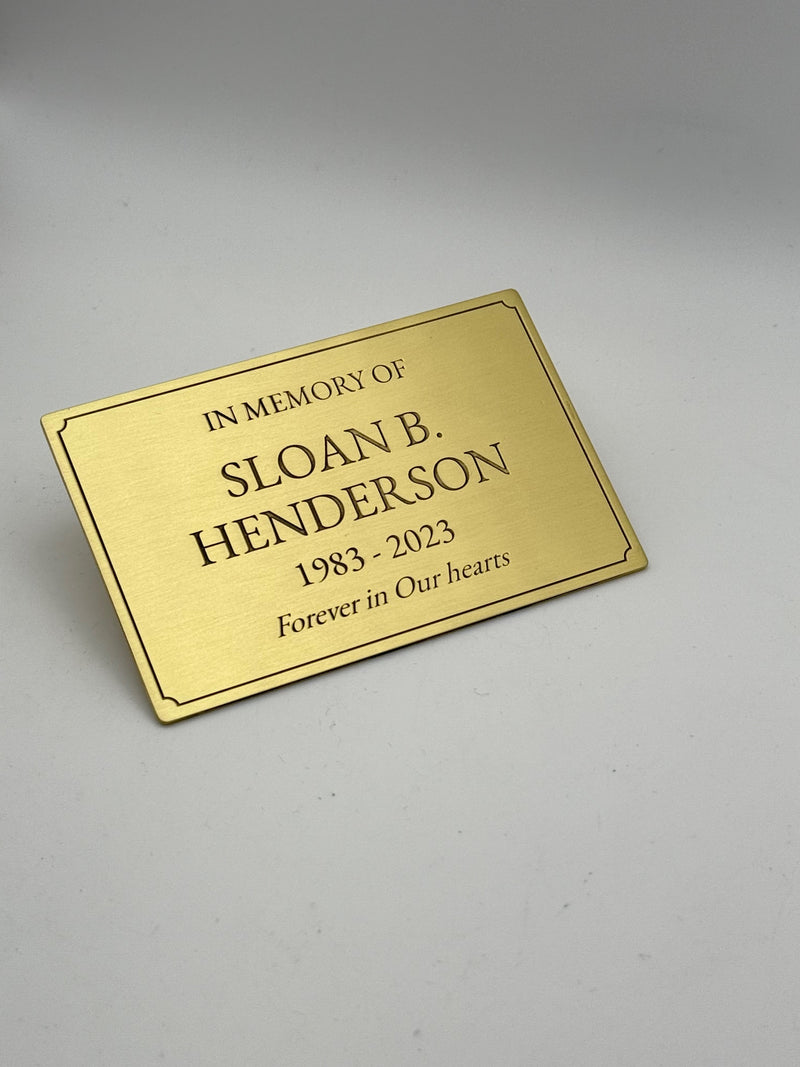 IN MEMORY OF
SLOAN B.
HENDERSON
1983 - 2023
Forever in Our hearts